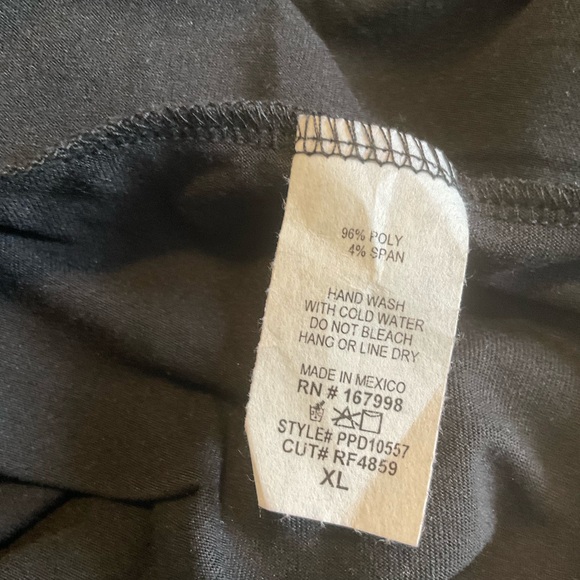 96% POLY
4% SPAN
HAND WASH
WITH COLD WATER
DO NOT BLEACH
HANG OR LINE DRY
MADE IN MEXICO
RN # 167998
STYLE# PPD10557
CUT# RF4859
XL